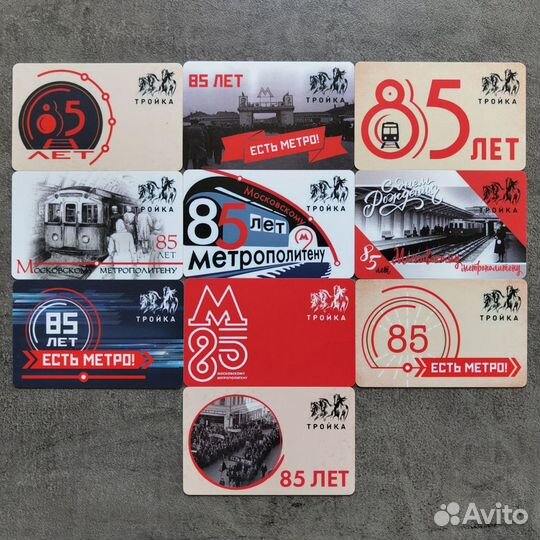 85
ЛЕТ
ТРОЙКА
85 ЛЕТ
ТРОЙКА
ЕСТЬ МЕТРО!
85
ЛЕТ
ТРОЙКА
ТРОЙКА
85
ЛЕТ
МОСКОВСКОМУ МЕТРОПОЛИТЕНУ
Московскому
85 лет
Метрополитену
М
ТРОЙКА
С Днем
Рождения
ТРОЙКА
85 лет
Московскому
метрополитену
85
ЛЕТ
ЕСТЬ МЕТРО!
ТРОЙКА
М
85
МОСКОВСКОМУ
МЕТРОПОЛИТЕНУ
ТРОЙКА
85
ЕСТЬ МЕТРО!
ТРОЙКА
ТРОЙКА
85 ЛЕТ
Avito